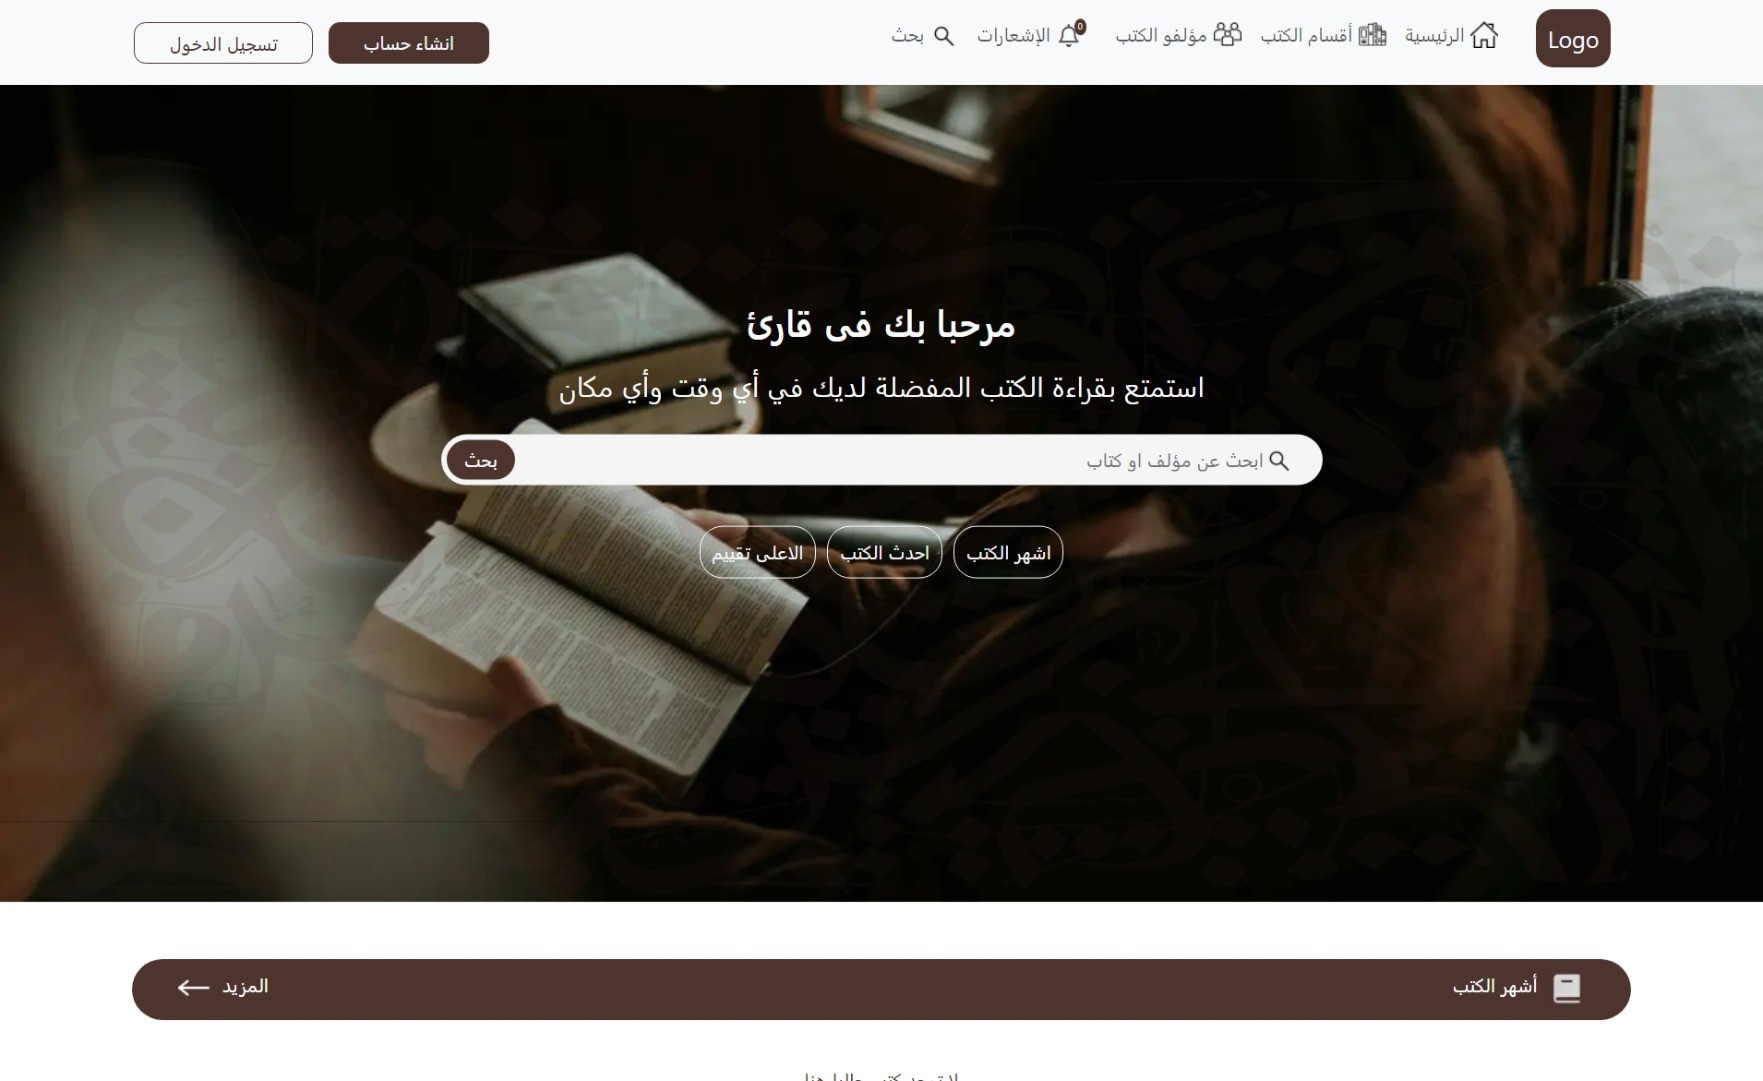 Logo
الرئيسية
أقسام الكتب
مؤلفو الكتب
الإشعارات
0
بحث
انشاء حساب
تسجيل الدخول
مرحبا بك فى قارئ
استمتع بقراءة الكتب المفضلة لديك في أي وقت وأي مكان
ابحث عن مؤلف او كتاب
بحث
اشهر الكتب
احدث الكتب
الاعلى تقييم
أشهر الكتب
المزيد